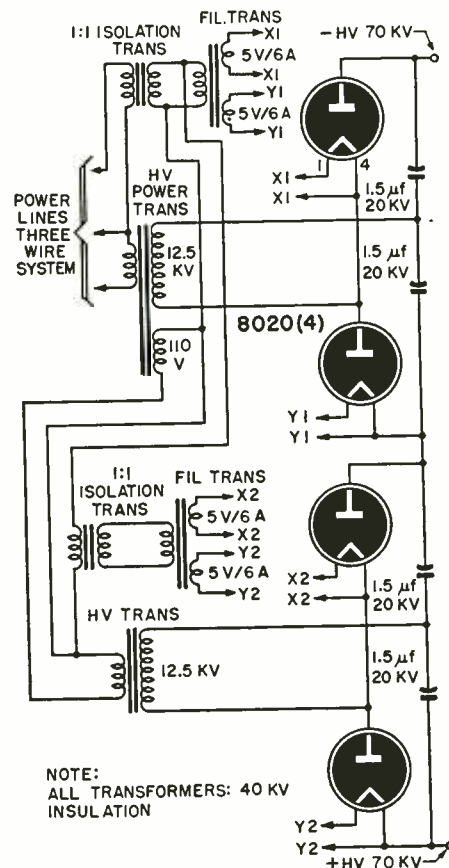 FIL.TRANS
1:1 ISOLATION
TRANS
X1
5V/6A
X1
Y1
5V/6A
Y1
-HV 70 KV
1
4
X1
X1
1.5 µf
20 KV
HV
POWER
TRANS
POWER
LINES
THREE
WIRE
SYSTEM
12.5
KV
1.5 µf
20 KV
8020(4)
110
V
Y1
Y1
1:1
ISOLATION
TRANS
FIL TRANS
X2
5V/6A
X2
Y2
5V/6A
Y2
X2
X2
1.5 µf
20 KV
HV TRANS
12.5 KV
1.5 µf
20 KV
NOTE:
ALL TRANSFORMERS: 40 KV
INSULATION
Y2
Y2
+HV 70 KV